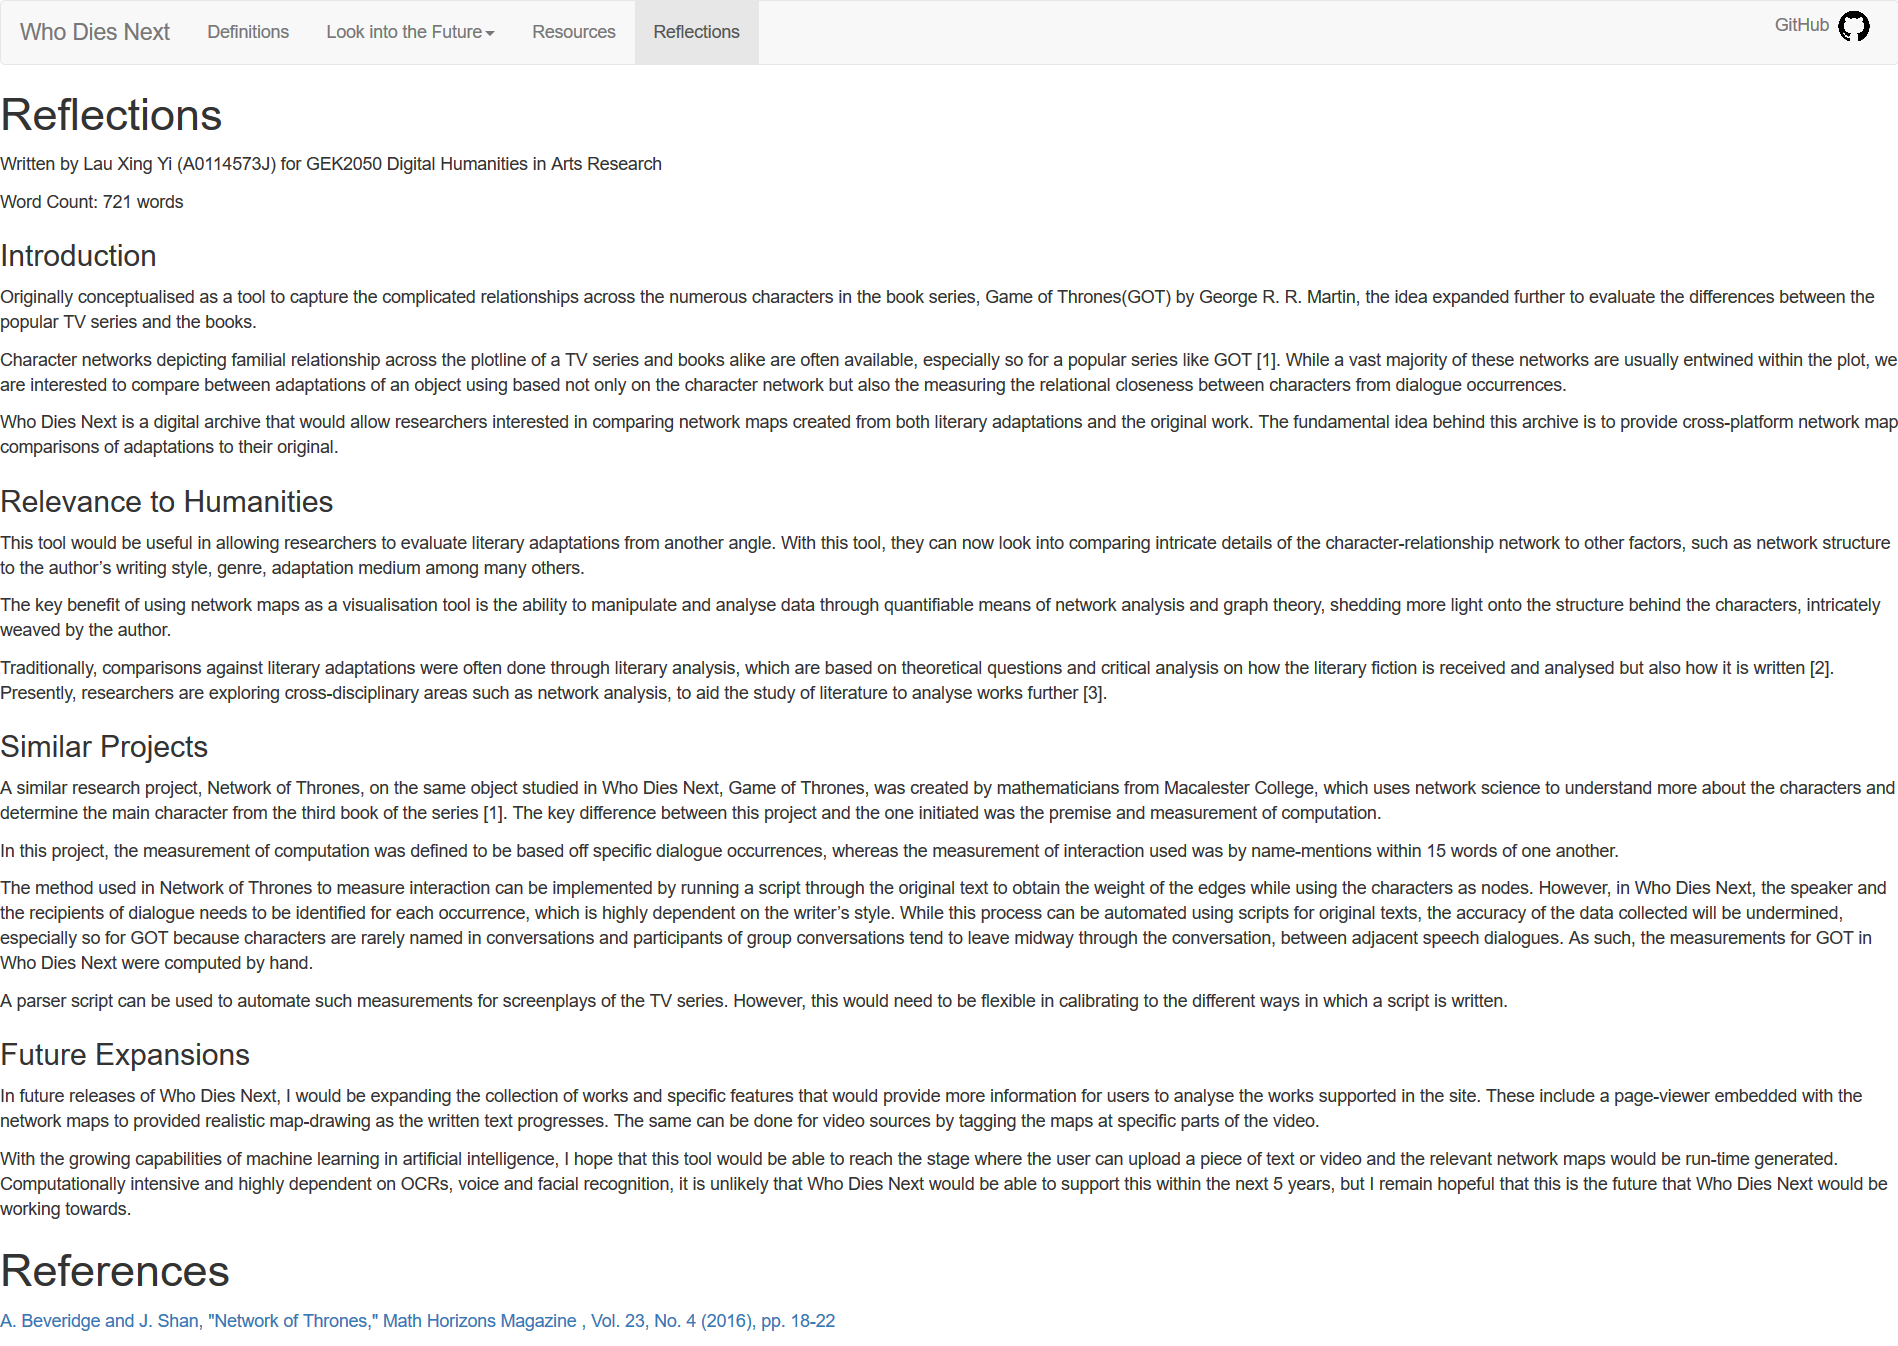 Who Dies Next Definitions Look into the Future Resources Reflections GitHub
Reflections
Written by Lau Xing Yi (A0114573J) for GEK2050 Digital Humanities in Arts Research
Word Count: 721 words
Introduction
Originally conceptualised as a tool to capture the complicated relationships across the numerous characters in the book series, Game of Thrones(GOT) by George R. R. Martin, the idea expanded further to evaluate the differences between the
popular TV series and the books.
Character networks depicting familial relationship across the plotline of a TV series and books alike are often available, especially so for a popular series like GOT [1]. While a vast majority of these networks are usually entwined within the plot, we
are interested to compare between adaptations of an object using based not only on the character network but also the measuring the relational closeness between characters from dialogue occurrences.
Who Dies Next is a digital archive that would allow researchers interested in comparing network maps created from both literary adaptations and the original work. The fundamental idea behind this archive is to provide cross-platform network map
comparisons of adaptations to their original.
Relevance to Humanities
This tool would be useful in allowing researchers to evaluate literary adaptations from another angle. With this tool, they can now look into comparing intricate details of the character-relationship network to other factors, such as network structure
to the author’s writing style, genre, adaptation medium among many others.
The key benefit of using network maps as a visualisation tool is the ability to manipulate and analyse data through quantifiable means of network analysis and graph theory, shedding more light onto the structure behind the characters, intricately
weaved by the author.
Traditionally, comparisons against literary adaptations were often done through literary analysis, which are based on theoretical questions and critical analysis on how the literary fiction is received and analysed but also how it is written [2].
Presently, researchers are exploring cross-disciplinary areas such as network analysis, to aid the study of literature to analyse works further [3].
Similar Projects
A similar research project, Network of Thrones, on the same object studied in Who Dies Next, Game of Thrones, was created by mathematicians from Macalester College, which uses network science to understand more about the characters and
determine the main character from the third book of the series [1]. The key difference between this project and the one initiated was the premise and measurement of computation.
In this project, the measurement of computation was defined to be based off specific dialogue occurrences, whereas the measurement of interaction used was by name-mentions within 15 words of one another.
The method used in Network of Thrones to measure interaction can be implemented by running a script through the original text to obtain the weight of the edges while using the characters as nodes. However, in Who Dies Next, the speaker and
the recipients of dialogue needs to be identified for each occurrence, which is highly dependent on the writer’s style. While this process can be automated using scripts for original texts, the accuracy of the data collected will be undermined,
especially so for GOT because characters are rarely named in conversations and participants of group conversations tend to leave midway through the conversation, between adjacent speech dialogues. As such, the measurements for GOT in
Who Dies Next were computed by hand.
A parser script can be used to automate such measurements for screenplays of the TV series. However, this would need to be flexible in calibrating to the different ways in which a script is written.
Future Expansions
In future releases of Who Dies Next, I would be expanding the collection of works and specific features that would provide more information for users to analyse the works supported in the site. These include a page-viewer embedded with the
network maps to provided realistic map-drawing as the written text progresses. The same can be done for video sources by tagging the maps at specific parts of the video.
With the growing capabilities of machine learning in artificial intelligence, I hope that this tool would be able to reach the stage where the user can upload a piece of text or video and the relevant network maps would be run-time generated.
Computationally intensive and highly dependent on OCRs, voice and facial recognition, it is unlikely that Who Dies Next would be able to support this within the next 5 years, but I remain hopeful that this is the future that Who Dies Next would be
working towards.
References
A. Beveridge and J. Shan, "Network of Thrones," Math Horizons Magazine , Vol. 23, No. 4 (2016), pp. 18-22